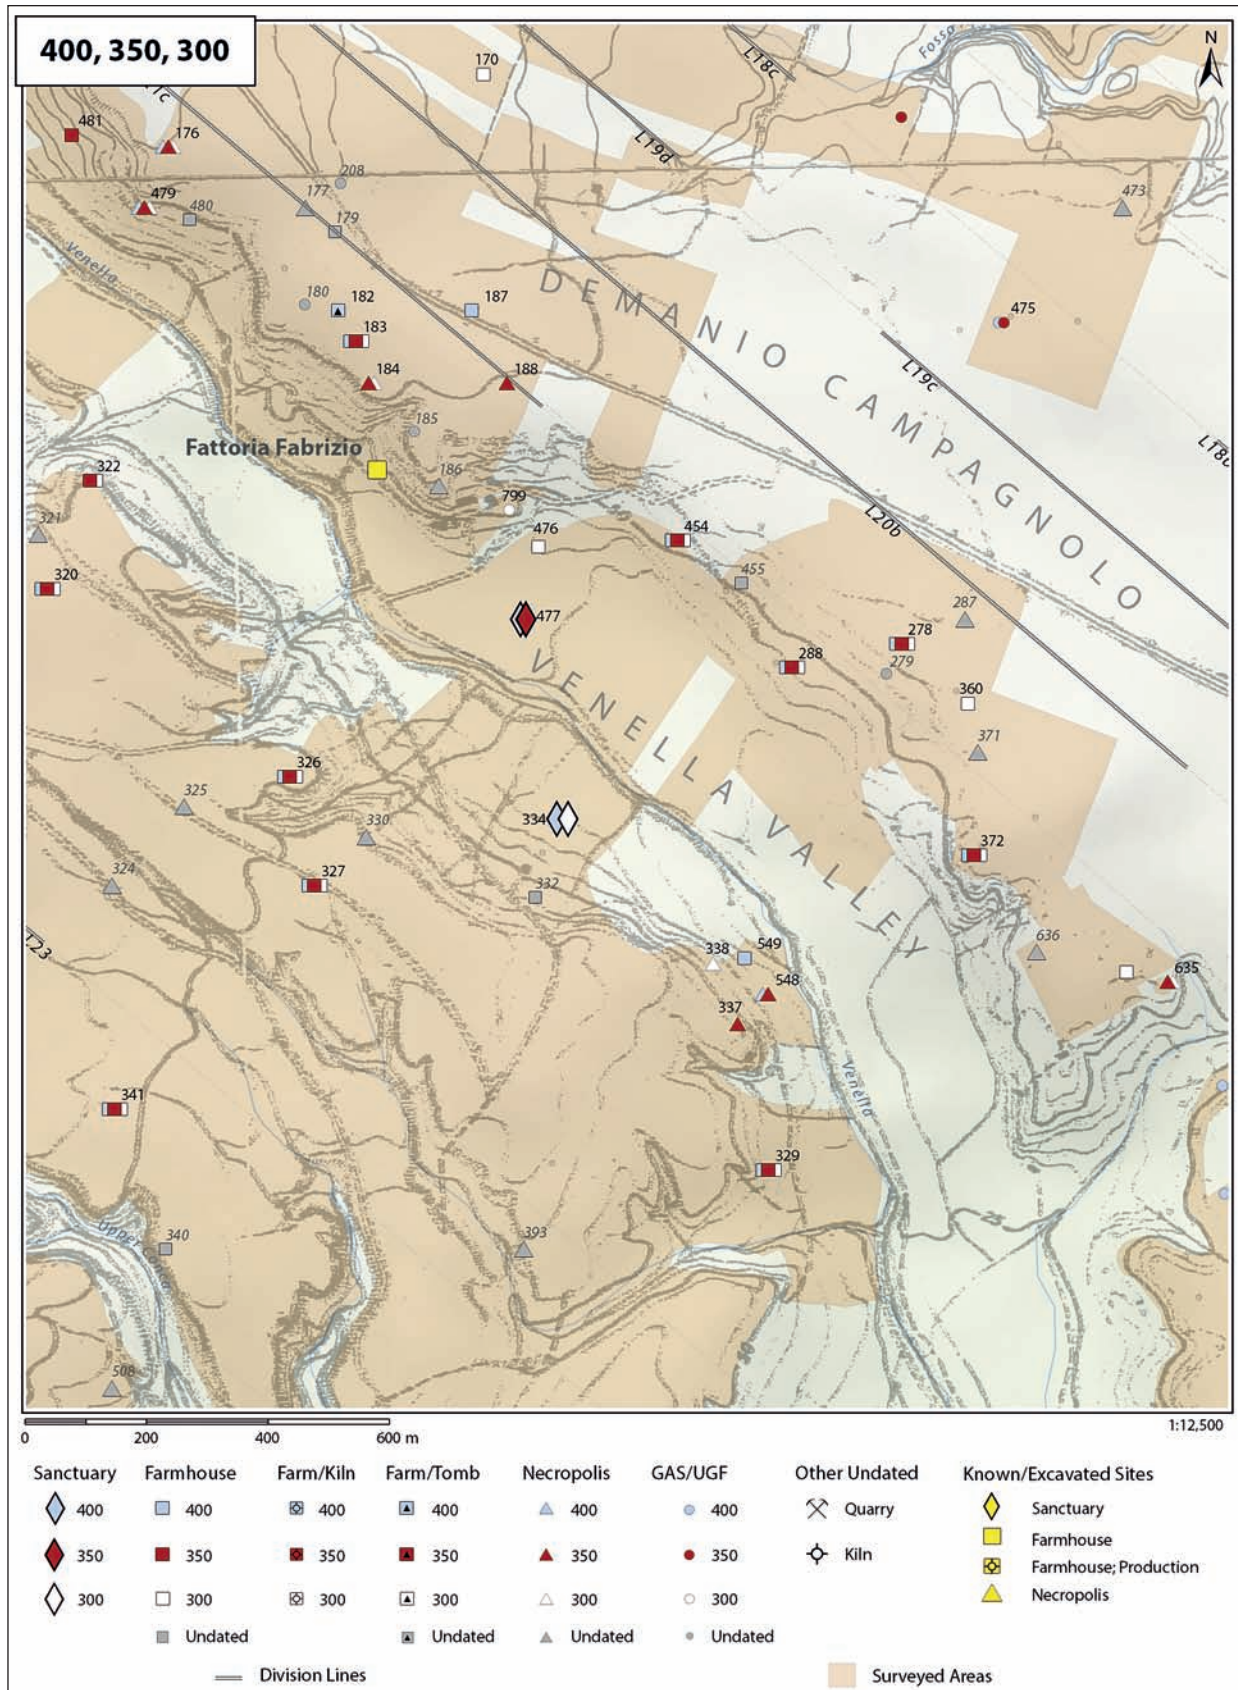 400, 350, 300
N
170
L18c
Fosso
481
176
L19d
208
177
473
479
480
179
Venella
180
182
187
475
183
DEMANIO CAMPAGNOLO
184
188
L19c
185
Fattoria Fabrizio
322
186
799
L20b
321
476
454
455
320
287
477
278
288
279
360
VENELLA VALLEY
371
326
325
334
330
372
324
327
332
L23
338
549
636
635
548
337
Venella
341
329
340
Upper
393
508
0 200 400 600 m
1:12,500
Sanctuary Farmhouse Farm/Kiln Farm/Tomb Necropolis GAS/UGF Other Undated Known/Excavated Sites
400 400 400 400 400 400 Quarry Sanctuary
350 350 350 350 350 350 Kiln Farmhouse
300 300 300 300 300 300 Farmhouse; Production
Necropolis
Undated Undated Undated Undated
Division Lines Surveyed Areas